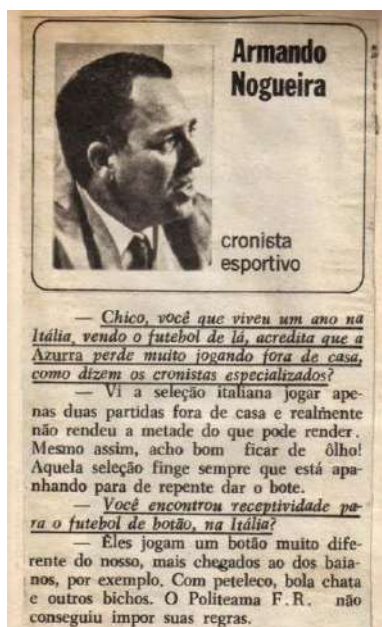 Armando
Nogueira
cronista
esportivo
— Chico, você que viveu um ano na
Itália, vendo o futebol de lá, acredita que a
Azurra perde muito jogando fora de casa,
como dizem os cronistas especializados?
— Vi a seleção italiana jogar ape-
nas duas partidas fora de casa e realmente
não rendeu a metade do que pode render.
Mesmo assim, acho bom ficar de ôlho!
Aquela seleção finge sempre que está apa-
nhando para de repente dar o bote.
— Você encontrou receptividade pa-
ra o futebol de botão, na Itália?
— Êles jogam um botão muito dife-
rente do nosso, mais chegados ao dos baia-
nos, por exemplo. Com peteleco, bola chata
e outros bichos. O Politeama F.R. não
conseguiu impor suas regras.